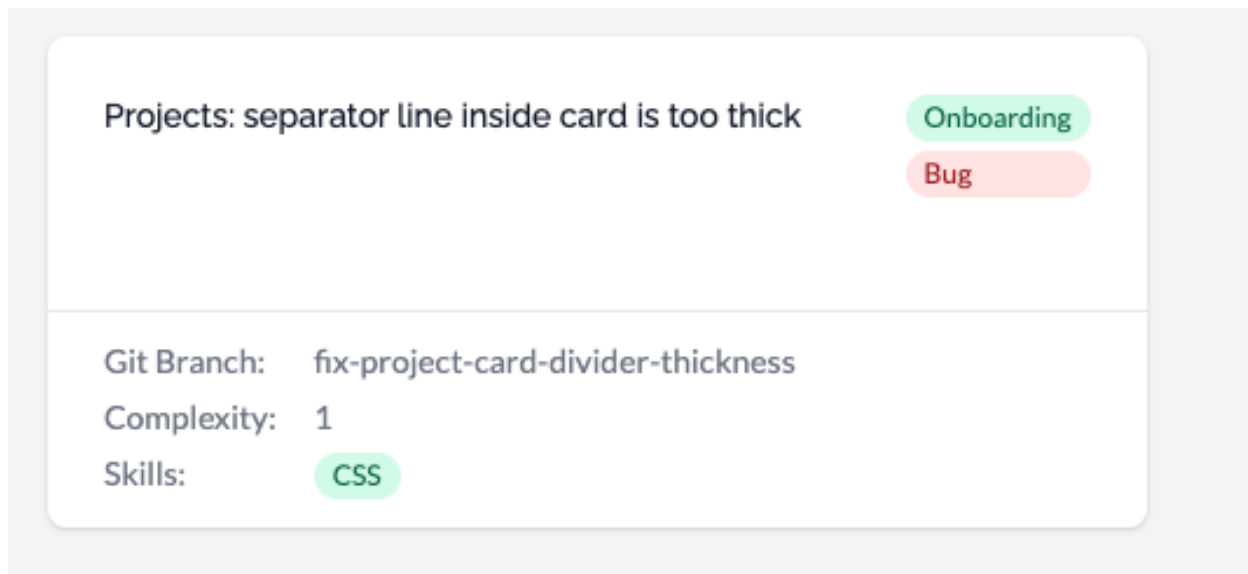 Projects: separator line inside card is too thick
Onboarding
Bug
Git Branch: fix-project-card-divider-thickness
Complexity: 1
Skills: CSS